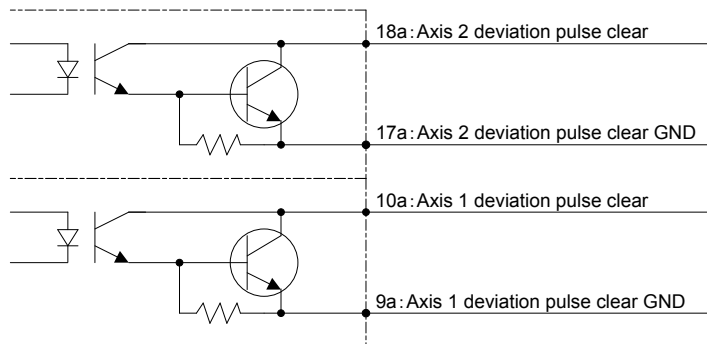 18a:Axis 2 deviation pulse clear
17a:Axis 2 deviation pulse clear GND
10a:Axis 1 deviation pulse clear
9a:Axis 1 deviation pulse clear GND